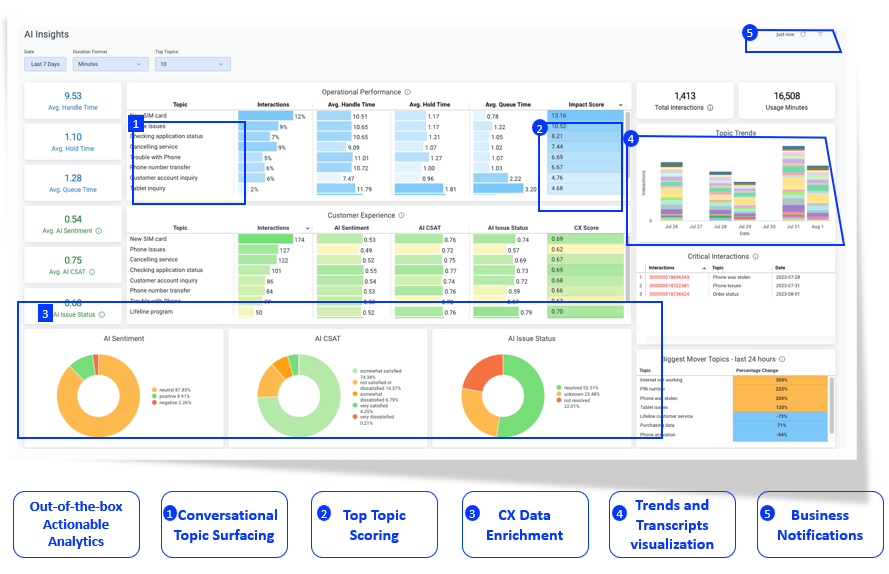 AI Insights
5
just now
Date
Duration Format
Top Topics
Last 7 Days
Minutes
10
9.53
Avg. Handle Time
1.10
Avg. Hold Time
1.28
Avg. Queue Time
0.54
Avg. AI Sentiment
0.75
Avg. AI CSAT
0.68
AI Issue Status
Operational Performance
Topic Interactions Avg. Handle Time Avg. Hold Time Avg. Queue Time Impact Score
SIM card 12% 10.51 1.17 0.78 13.16
1
Issues 9% 10.65 1.17 1.22 10.52
2
Checking application status 7% 10.65 1.21 1.05 8.21
Cancelling service 9% 9.09 1.07 1.02 7.44
Trouble with Phone 5% 11.01 1.27 1.07 6.69
Phone number transfer 6% 10.72 1.00 1.03 6.67
Customer account inquiry 6% 7.47 0.96 2.22 4.76
Tablet inquiry 2% 11.79 1.81 3.20 4.68
Customer Experience
Topic Interactions AI Sentiment AI CSAT AI Issue Status CX Score
New SIM card 174 0.53 0.76 0.74 0.69
Phone Issues 127 0.49 0.72 0.57 0.62
Cancelling service 122 0.52 0.75 0.69 0.67
Checking application status 101 0.55 0.77 0.73 0.69
Customer account inquiry 86 0.54 0.74 0.75 0.68
Phone number transfer 84 0.54 0.76 0.59 0.66
Lifeline program 50 0.52 0.76 0.79 0.70
3
1,413
Total Interactions
16,508
Usage Minutes
4
Topic Trends
Interactions
0
Jul 26 Jul 27 Jul 28 Jul 29 Jul 30 Jul 31 Aug 1
Date
Critical Interactions
Interactions Topic Date
1 300000018696543 Phone was stolen 2023-07-28
2 300000018722381 Phone Issues 2023-07-31
3 300000018736624 Order status 2023-08-01
AI Sentiment
neutral 87.83%
positive 9.91%
negative 2.26%
AI CSAT
somewhat satisfied
74.38%
not satisfied or
dissatisfied 14.37%
somewhat
dissatisfied 6.79%
very satisfied
4.25%
very dissatisfied
0.21%
AI Issue Status
resolved 52.51%
unknown 25.48%
not resolved
22.01%
Biggest Mover Topics - last 24 hours
Topic Percentage Change
Internet not working 300%
PIN number 225%
Phone was stolen 200%
Tablet issues 120%
Lifeline customer service -73%
Purchasing data 71%
Phone activation -54%
Out-of-the-box
Actionable
Analytics
1 Conversational
Topic Surfacing
2 Top Topic
Scoring
3 CX Data
Enrichment
4 Trends and
Transcripts
visualization
5 Business
Notifications